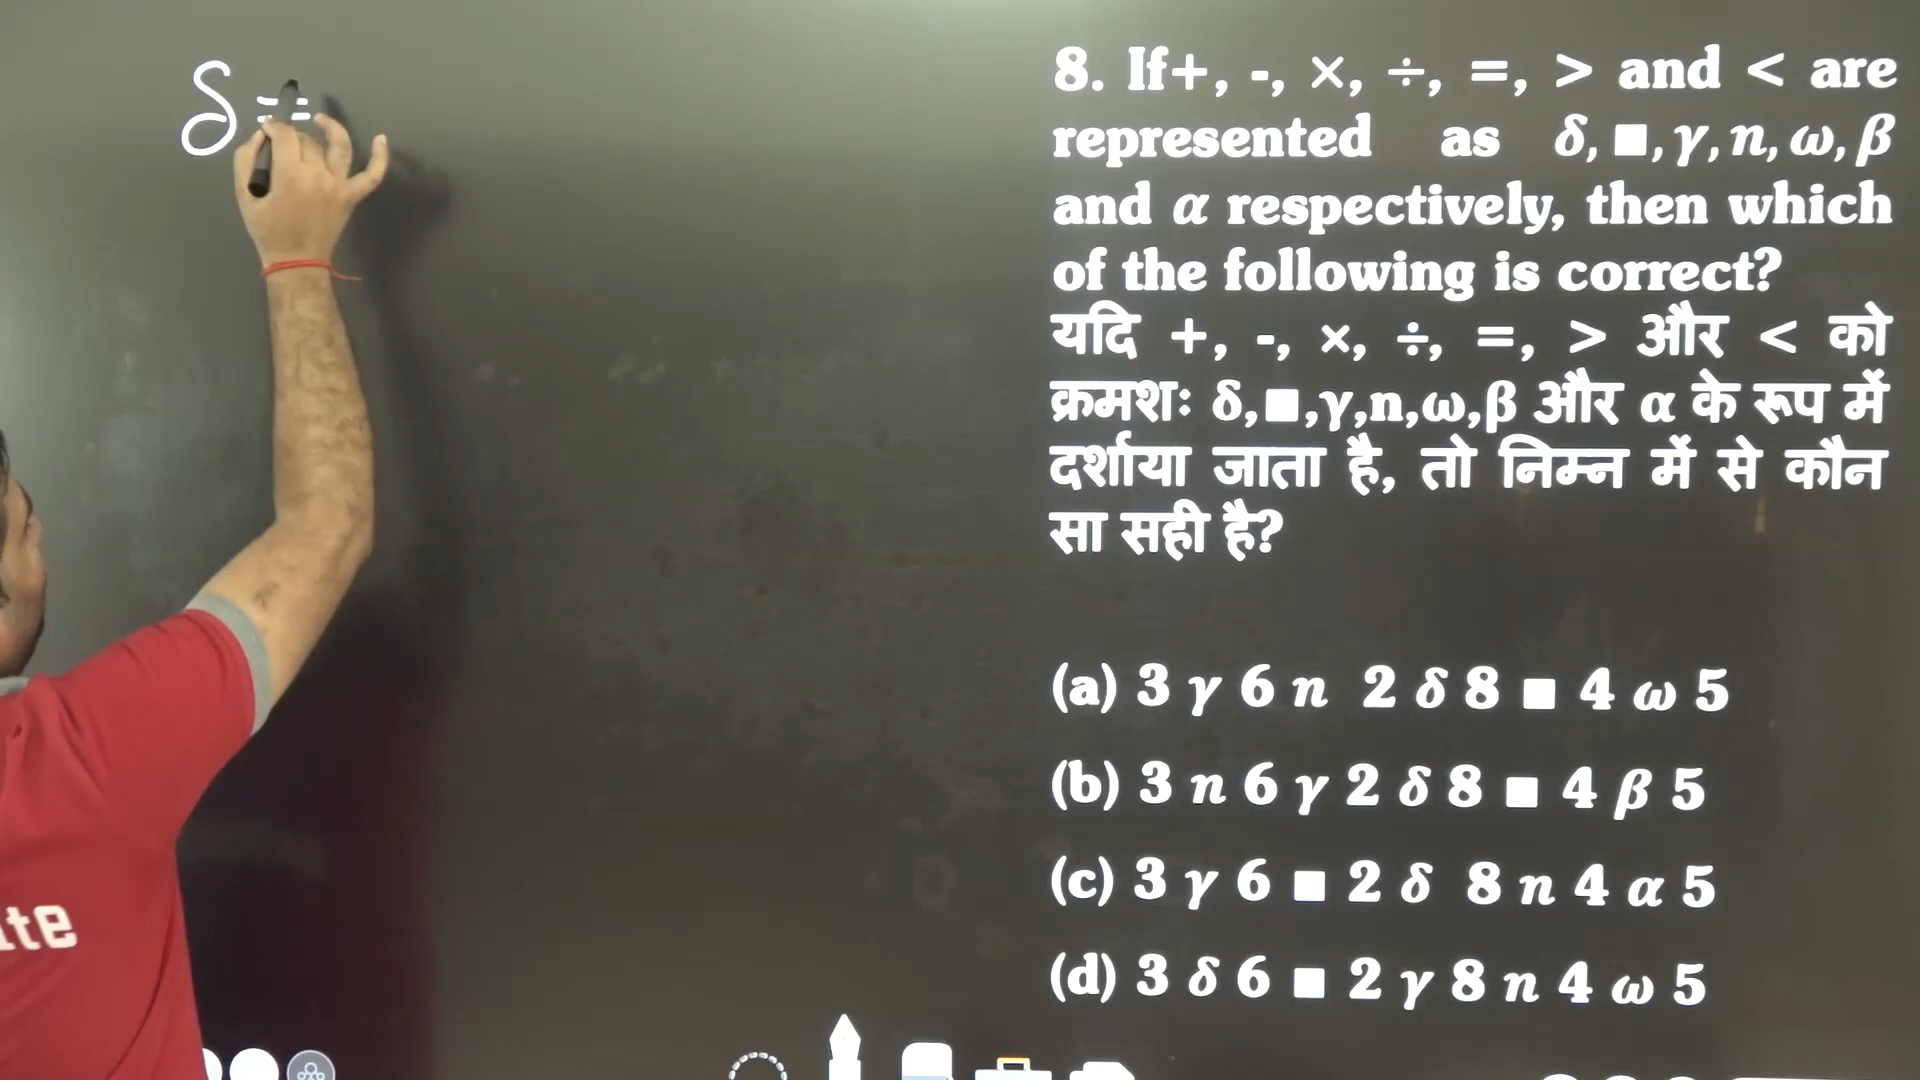 δ =
8. If+, -, ×, ÷, =, > and < are
represented as δ, ■, γ, n, ω, β
and α respectively, then which
of the following is correct?
यदि +, -, ×, ÷, =, > और < को
क्रमशः δ,■,γ,n,ω,β और α के रूप में
दर्शाया जाता है, तो निम्न में से कौन
सा सही है?
(a) 3 γ 6 n 2 δ 8 ■ 4 ω 5
(b) 3 n 6 γ 2 δ 8 ■ 4 β 5
(c) 3 γ 6 ■ 2 δ 8 n 4 α 5
(d) 3 δ 6 ■ 2 γ 8 n 4 ω 5